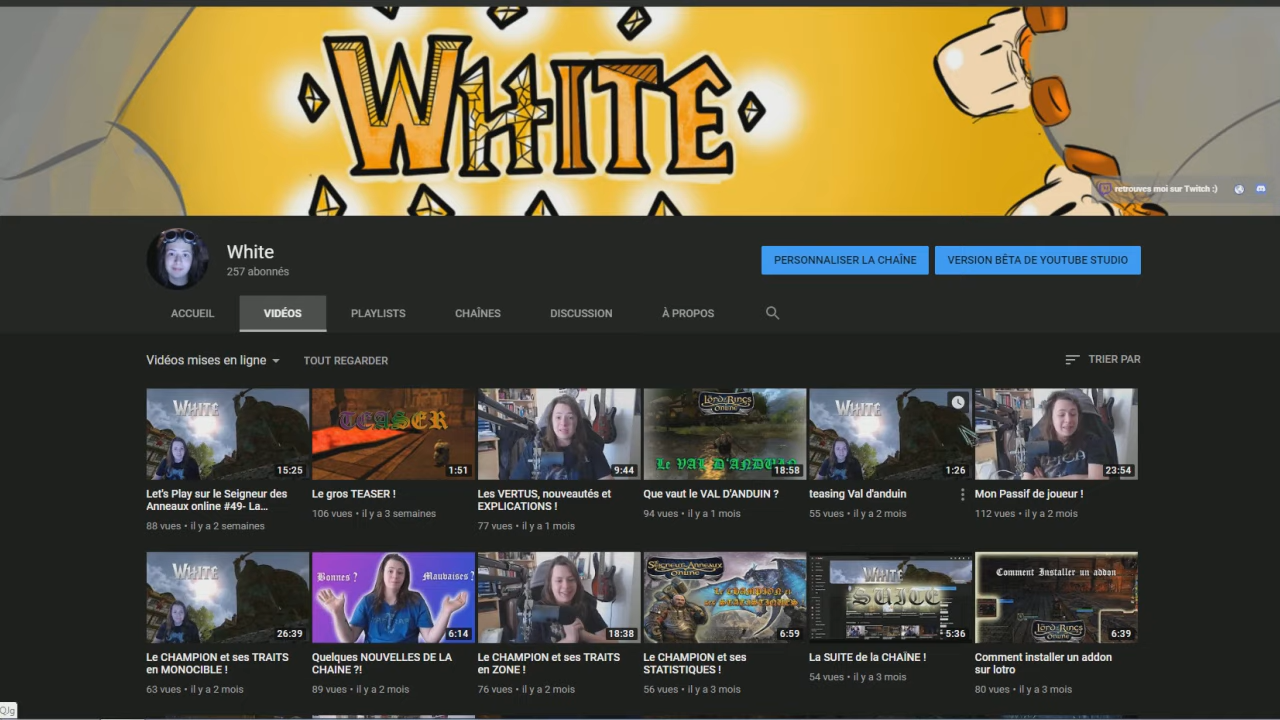 WHITE
retrouves moi sur Twitch :)
White
257 abonnés
PERSONNALISER LA CHAÎNE
VERSION BÊTA DE YOUTUBE STUDIO
ACCUEIL
VIDÉOS
PLAYLISTS
CHAÎNES
DISCUSSION
À PROPOS
Vidéos mises en ligne
TOUT REGARDER
TRIER PAR
WHITE
15:25
Let's Play sur le Seigneur des
Anneaux online #49- La…
88 vues • il y a 2 semaines
TEASER
1:51
Le gros TEASER !
106 vues • il y a 3 semaines
9:44
Les VERTUS, nouveautés et
EXPLICATIONS !
77 vues • il y a 1 mois
The Lord of the Rings
Online
Le VAL D'ANDUIN
18:58
Que vaut le VAL D'ANDUIN ?
94 vues • il y a 1 mois
WHITE
1:26
teasing Val d'anduin
55 vues • il y a 2 mois
23:54
Mon Passif de joueur !
112 vues • il y a 2 mois
WHITE
26:39
Le CHAMPION et ses TRAITS
en MONOCIBLE !
63 vues • il y a 2 mois
Bonnes ?
Mauvaises ?
6:14
Quelques NOUVELLES DE LA
CHAINE ?!
89 vues • il y a 2 mois
18:38
Le CHAMPION et ses TRAITS
en ZONE !
76 vues • il y a 2 mois
6:59
Le CHAMPION et ses
STATISTIQUES !
56 vues • il y a 3 mois
WHITE
SUITE
5:36
La SUITE de la CHAÎNE !
54 vues • il y a 3 mois
Comment Installer un addon
6:39
Comment installer un addon
sur lotro
80 vues • il y a 3 mois
QJg